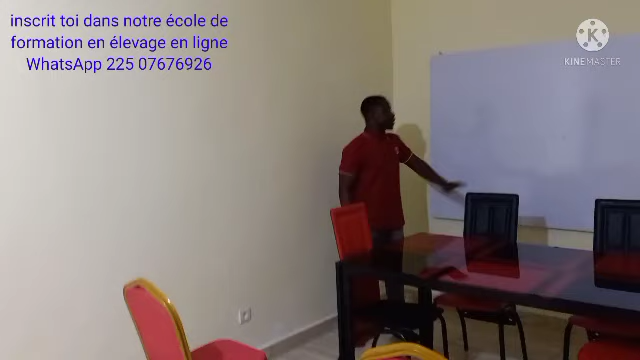 inscrit toi dans notre école de
formation en élevage en ligne
WhatsApp 225 07676926
KINEMASTER